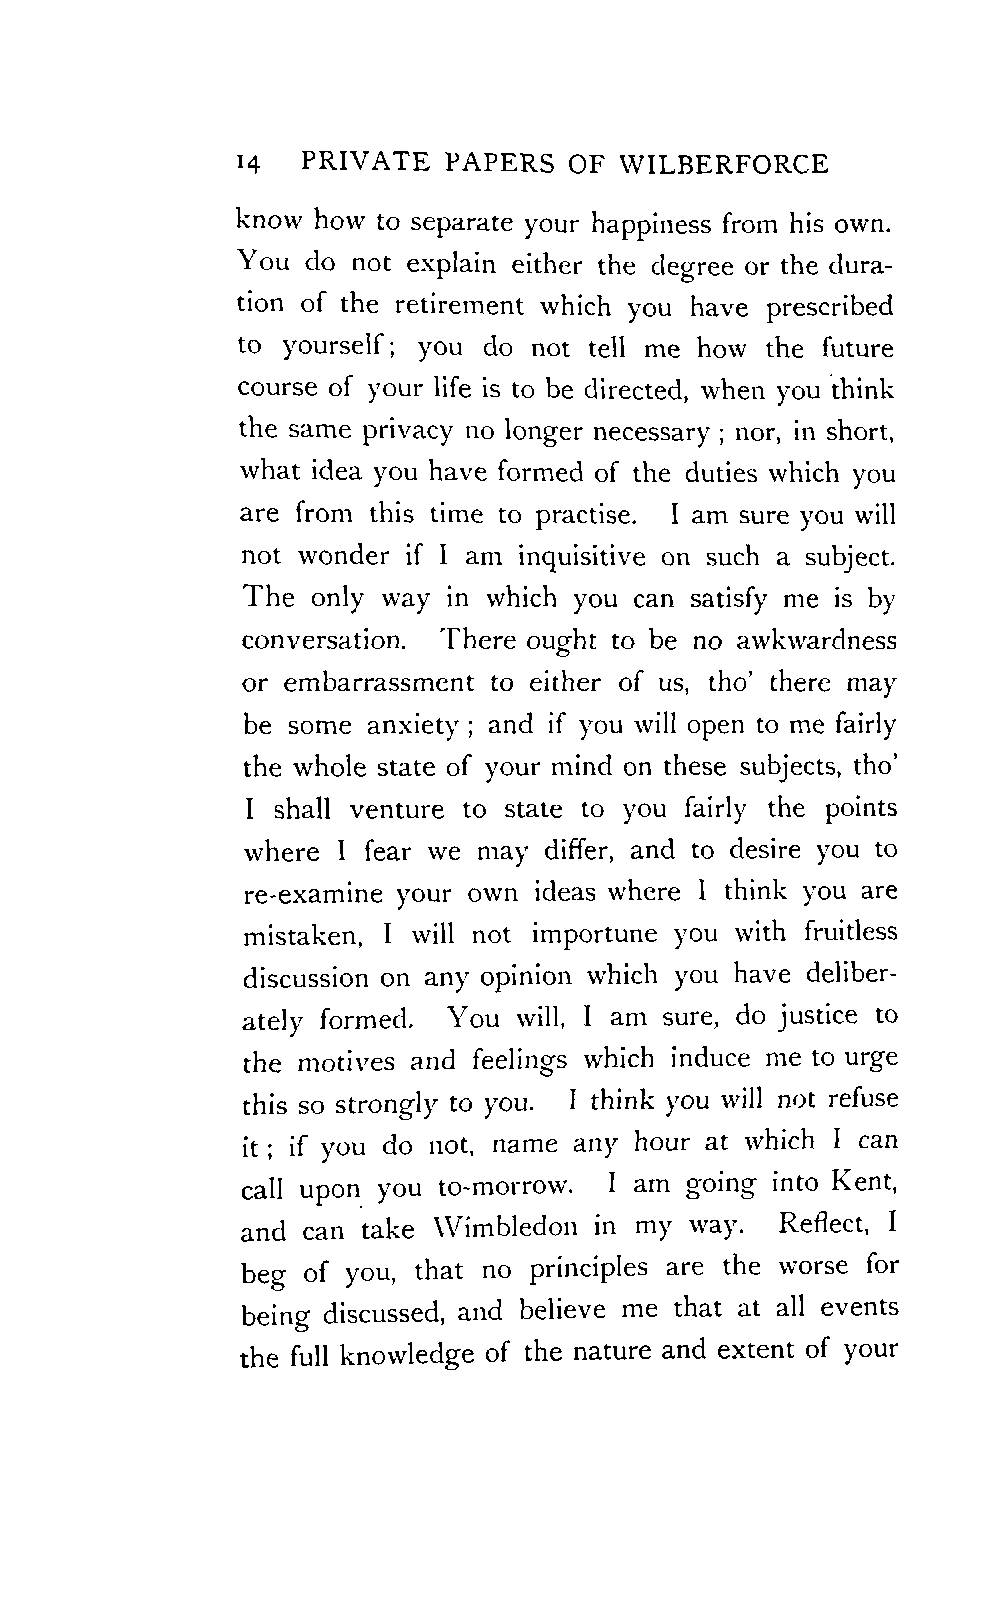 14 PRIVATE PAPERS OF WILBERFORCE
know how to separate your happiness from his own.
You do not explain either the degree or the dura-
tion of the retirement which you have prescribed
to yourself; you do not tell me how the future
course of your life is to be directed, when you think
the same privacy no longer necessary ; nor, in short,
what idea you have formed of the duties which you
are from this time to practise. I am sure you will
not wonder if I am inquisitive on such a subject.
The only way in which you can satisfy me is by
conversation. There ought to be no awkwardness
or embarrassment to either of us, tho' there may
be some anxiety ; and if you will open to me fairly
the whole state of your mind on these subjects, tho'
I shall venture to state to you fairly the points
where I fear we may differ, and to desire you to
re-examine your own ideas where I think you are
mistaken, I will not importune you with fruitless
discussion on any opinion which you have deliber-
ately formed. You will, I am sure, do justice to
the motives and feelings which induce me to urge
this so strongly to you. I think you will not refuse
it ; if you do not, name any hour at which I can
call upon you to-morrow. I am going into Kent,
and can take Wimbledon in my way. Reflect, I
beg of you, that no principles are the worse for
being discussed, and believe me that at all events
the full knowledge of the nature and extent of your